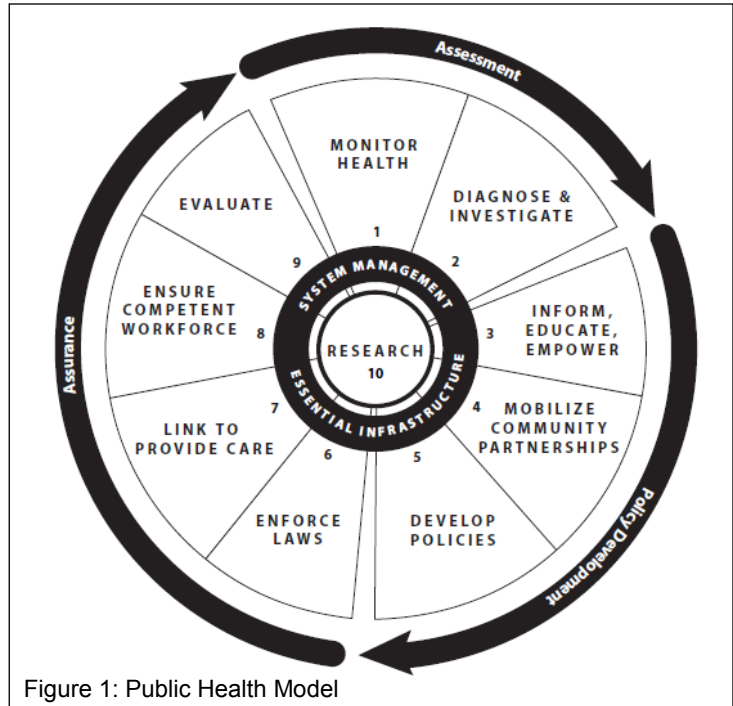 Assessment
MONITOR
HEALTH
1
DIAGNOSE &
INVESTIGATE
2
INFORM,
EDUCATE,
EMPOWER
3
MOBILIZE
COMMUNITY
PARTNERSHIPS
4
Policy Development
DEVELOP
POLICIES
5
ENFORCE
LAWS
6
LINK TO
PROVIDE CARE
7
ENSURE
COMPETENT
WORKFORCE
8
EVALUATE
9
Assurance
SYSTEM MANAGEMENT
ESSENTIAL INFRASTRUCTURE
RESEARCH
10
Figure 1: Public Health Model